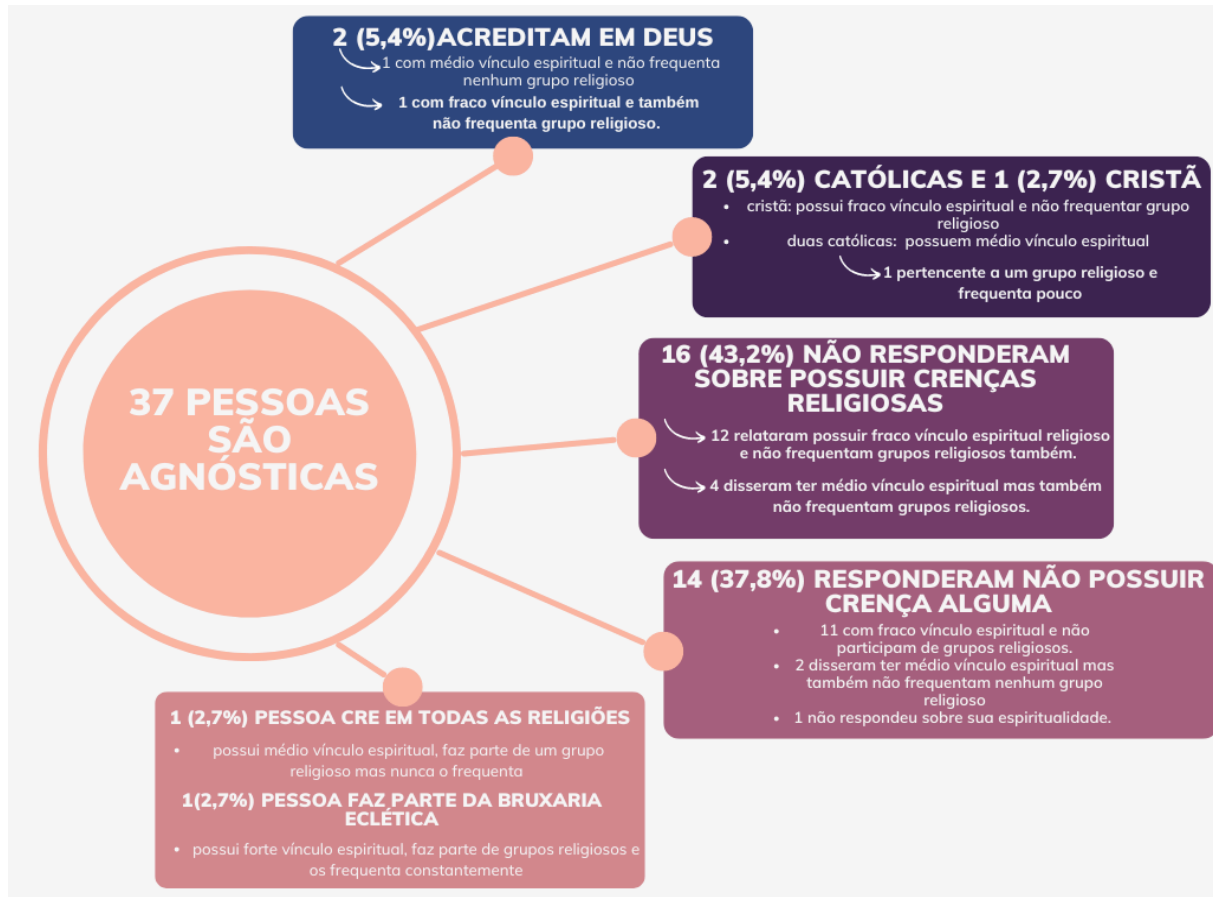 2 (5,4%)ACREDITAM EM DEUS
1 com médio vínculo espiritual e não frequenta
nenhum grupo religioso
1 com fraco vínculo espiritual e também
não frequenta grupo religioso.
2 (5,4%) CATÓLICAS E 1 (2,7%) CRISTÃ
• cristã: possui fraco vínculo espiritual e não frequentar grupo
religioso
• duas católicas: possuem médio vínculo espiritual
1 pertencente a um grupo religioso e
frequenta pouco
37 PESSOAS
SÃO
AGNÓSTICAS
16 (43,2%) NÃO RESPONDERAM
SOBRE POSSUIR CRENÇAS
RELIGIOSAS
12 relataram possuir fraco vínculo espiritual religioso
e não frequentam grupos religiosos também.
4 disseram ter médio vínculo espiritual mas também
não frequentam grupos religiosos.
14 (37,8%) RESPONDERAM NÃO POSSUIR
CRENÇA ALGUMA
• 11 com fraco vínculo espiritual e não
participam de grupos religiosos.
• 2 disseram ter médio vínculo espiritual mas
também não frequentam nenhum grupo
religioso
• 1 não respondeu sobre sua espiritualidade.
1 (2,7%) PESSOA CRE EM TODAS AS RELIGIÕES
• possui médio vínculo espiritual, faz parte de um grupo
religioso mas nunca o frequenta
1(2,7%) PESSOA FAZ PARTE DA BRUXARIA
ECLÉTICA
• possui forte vínculo espiritual, faz parte de grupos religiosos e
os frequenta constantemente